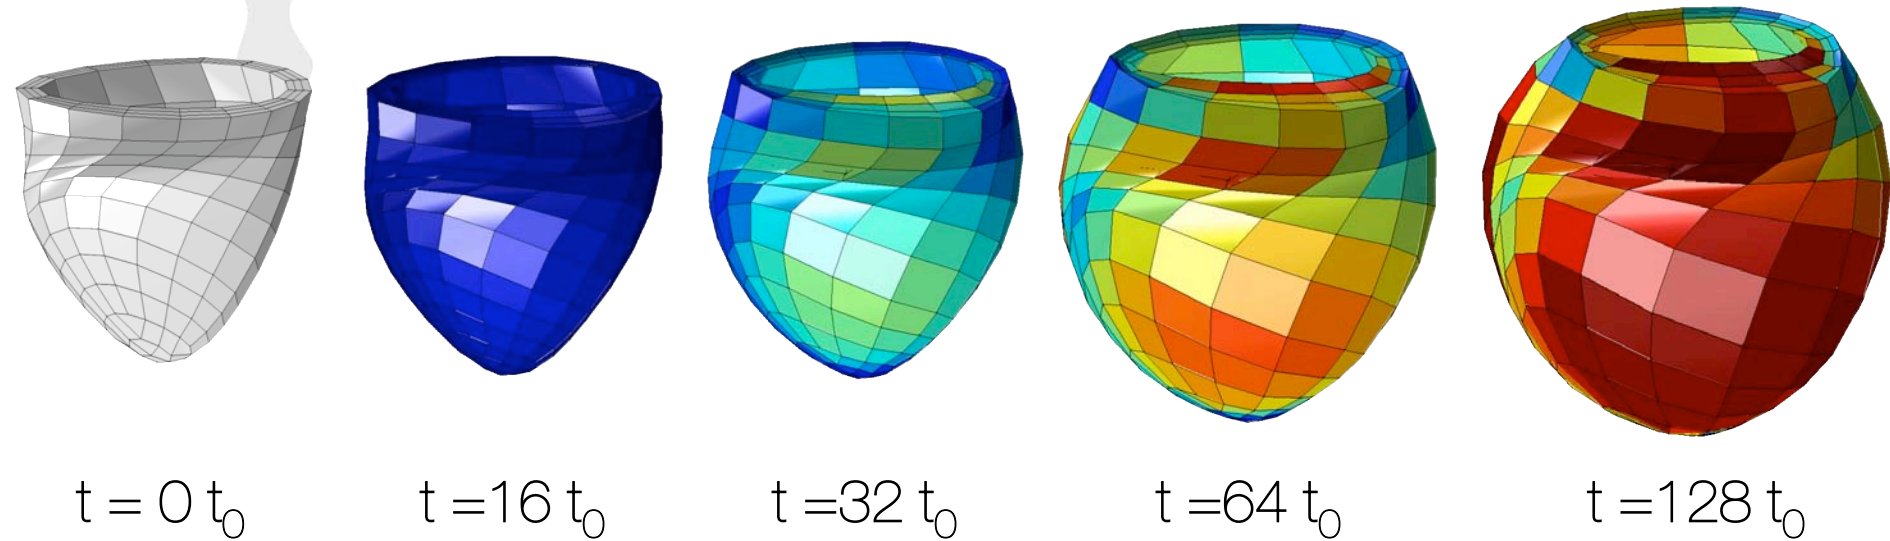 t = 0 t₀
t =16 t₀
t =32 t₀
t =64 t₀
t =128 t₀